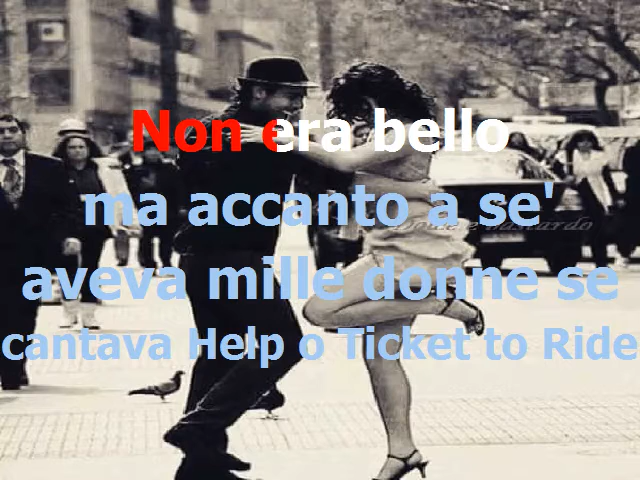 Non era bello
ma accanto a se'
aveva mille donne se
cantava Help o Ticket to Ride